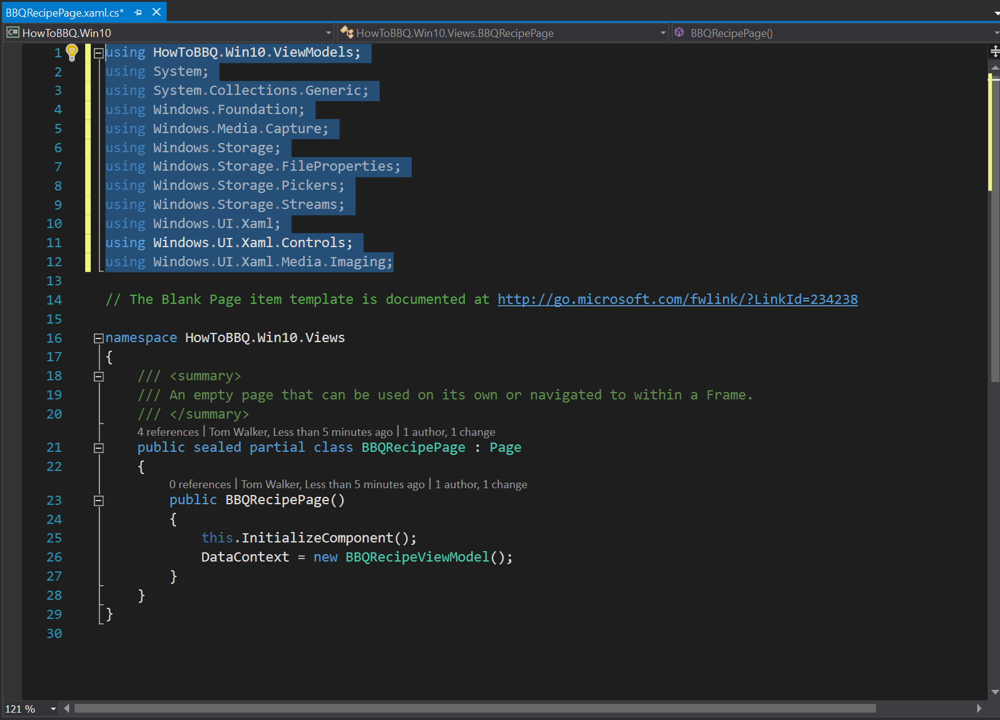 BBQRecipePage.xaml.cs*
C# HowToBBQ.Win10 HowToBBQ.Win10.Views.BBQRecipePage BBQRecipePage()
1 using HowToBBQ.Win10.ViewModels;
2 using System;
3 using System.Collections.Generic;
4 using Windows.Foundation;
5 using Windows.Media.Capture;
6 using Windows.Storage;
7 using Windows.Storage.FileProperties;
8 using Windows.Storage.Pickers;
9 using Windows.Storage.Streams;
10 using Windows.UI.Xaml;
11 using Windows.UI.Xaml.Controls;
12 using Windows.UI.Xaml.Media.Imaging;
13
14 // The Blank Page item template is documented at http://go.microsoft.com/fwlink/?LinkId=234238
15
16 namespace HowToBBQ.Win10.Views
17 {
18 /// <summary>
19 /// An empty page that can be used on its own or navigated to within a Frame.
20 /// </summary>
4 references | Tom Walker, Less than 5 minutes ago | 1 author, 1 change
21 public sealed partial class BBQRecipePage : Page
22 {
0 references | Tom Walker, Less than 5 minutes ago | 1 author, 1 change
23 public BBQRecipePage()
24 {
25 this.InitializeComponent();
26 DataContext = new BBQRecipeViewModel();
27 }
28 }
29 }
30
121 %